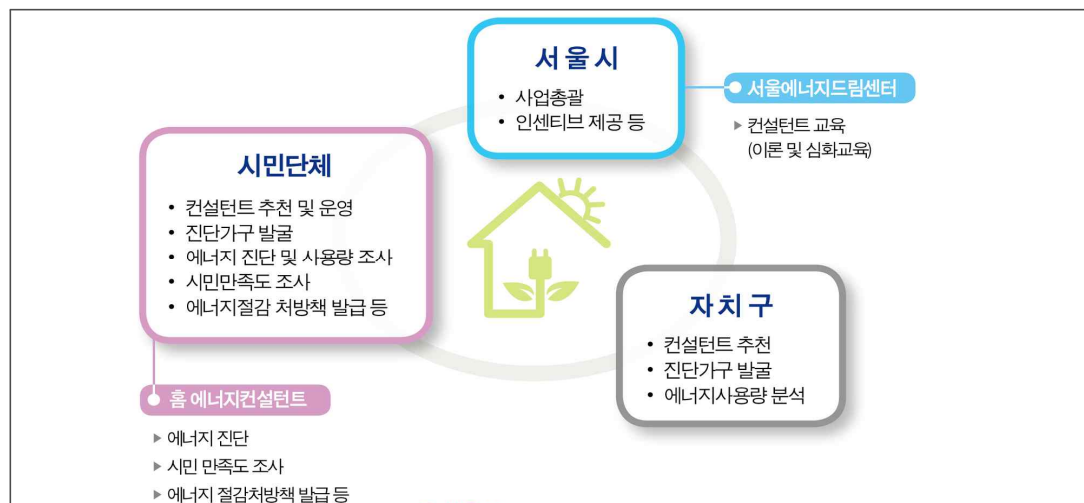 서울시
• 사업총괄
• 인센티브 제공 등
서울에너지드림센터
▶ 컨설턴트 교육
(이론 및 심화교육)
시민단체
• 컨설턴트 추천 및 운영
• 진단가구 발굴
• 에너지 진단 및 사용량 조사
• 시민만족도 조사
• 에너지절감 처방책 발급 등
자치구
• 컨설턴트 추천
• 진단가구 발굴
• 에너지사용량 분석
홈 에너지컨설턴트
▶ 에너지 진단
▶ 시민 만족도 조사
▶ 에너지 절감처방책 발급 등